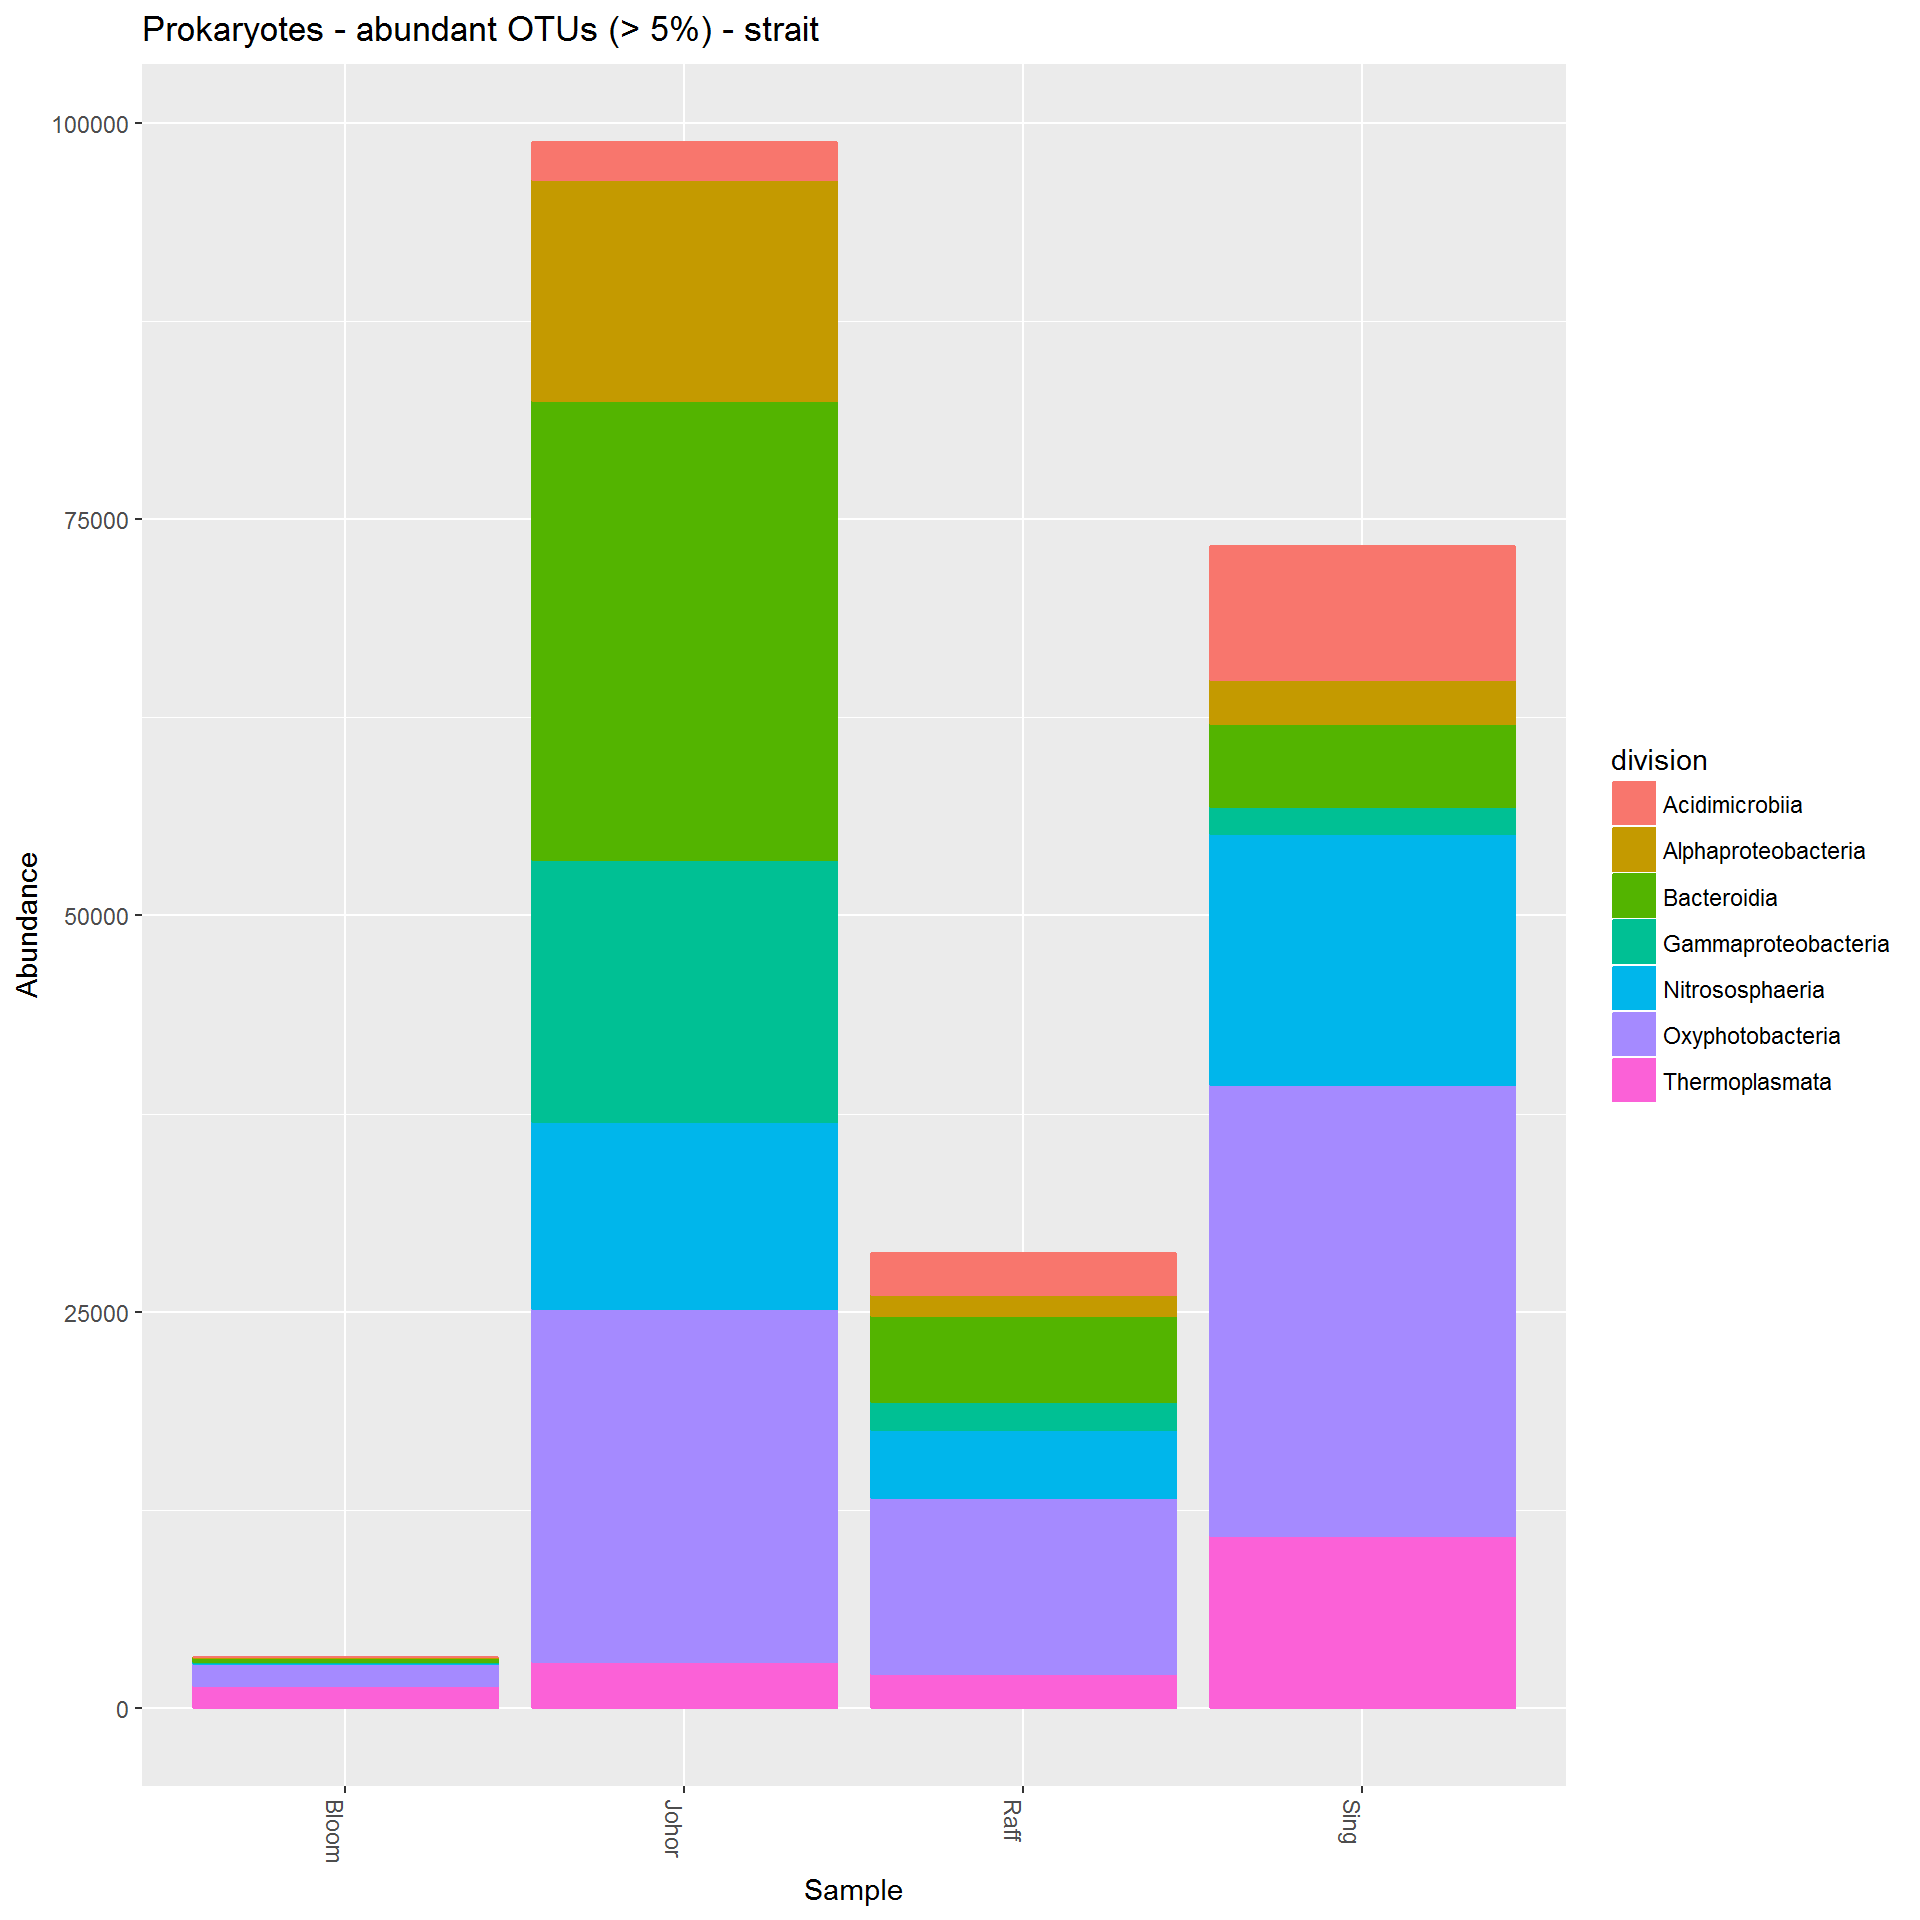 Prokaryotes - abundant OTUs (> 5%) - strait
100000
75000
50000
25000
0
Abundance
Bloom
Johor
Raff
Sing
Sample
division
Acidimicrobiia
Alphaproteobacteria
Bacteroidia
Gammaproteobacteria
Nitrososphaeria
Oxyphotobacteria
Thermoplasmata